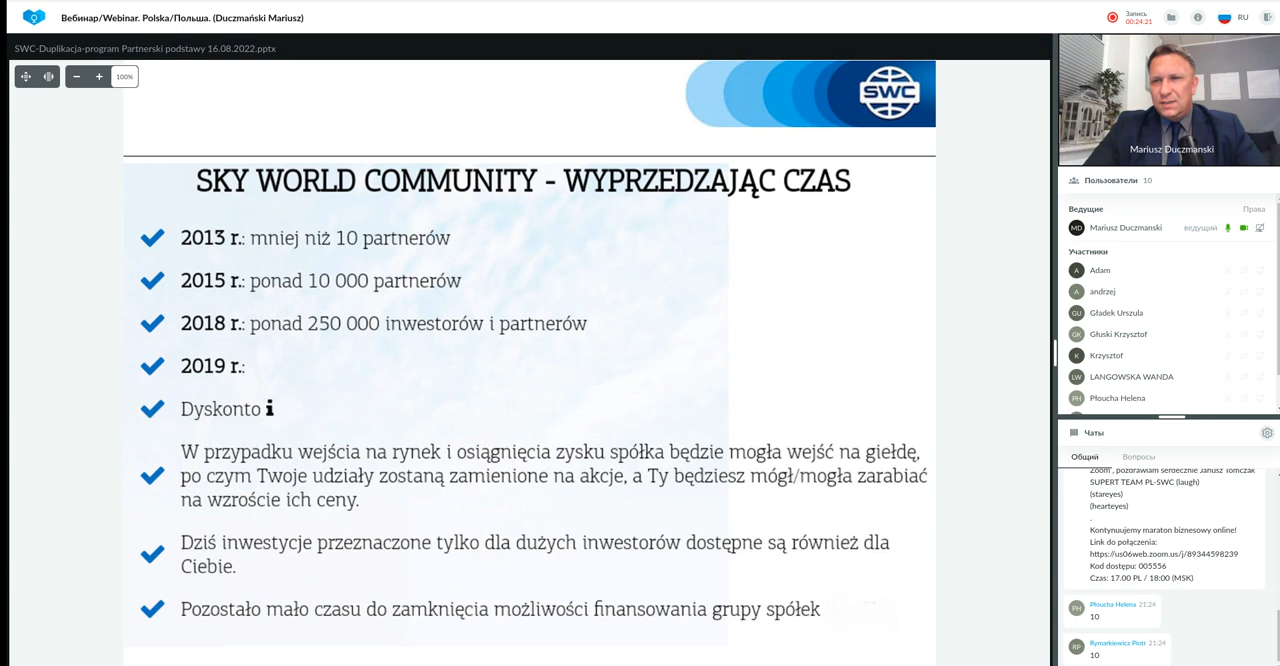 Вебинар/Webinar. Polska/Польша. (Duczmański Mariusz)
Запись
00:24:21
RU
SWC-Duplikacja-program Partnerski podstawy 16.08.2022.pptx
100%
SWC
SKY WORLD COMMUNITY - WYPRZEDZAJĄC CZAS
2013 r.: mniej niż 10 partnerów
2015 r.: ponad 10 000 partnerów
2018 r.: ponad 250 000 inwestorów i partnerów
2019 r.:
Dyskonto
W przypadku wejścia na rynek i osiągnięcia zysku spółka będzie mogła wejść na giełdę,
po czym Twoje udziały zostaną zamienione na akcje, a Ty będziesz mógł/mogła zarabiać
na wzroście ich ceny.
Dziś inwestycje przeznaczone tylko dla dużych inwestorów dostępne są również dla
Ciebie.
Pozostało mało czasu do zamknięcia możliwości finansowania grupy spółek
Mariusz Duczmanski
Пользователи 10
Ведущие Права
MD Mariusz Duczmanski ведущий
Участники
A Adam
A andrzej
GU Gładek Urszula
GK Głuski Krzysztof
K Krzysztof
LW LANGOWSKA WANDA
PH Płoucha Helena
Чаты
Общий Вопросы
Zoom, pozdrawiam serdecznie Janusz Tomczak
SUPERT TEAM PL-SWC (laugh)
(stareyes)
(hearteyes)
.
Kontynuujemy maraton biznesowy online!
Link do połączenia:
https://us06web.zoom.us/j/89344598239
Kod dostępu: 005556
Czas: 17.00 PL / 18:00 (MSK)
PH Płoucha Helena 21:24
10
RP Rymarkiewicz Piotr 21:24
10